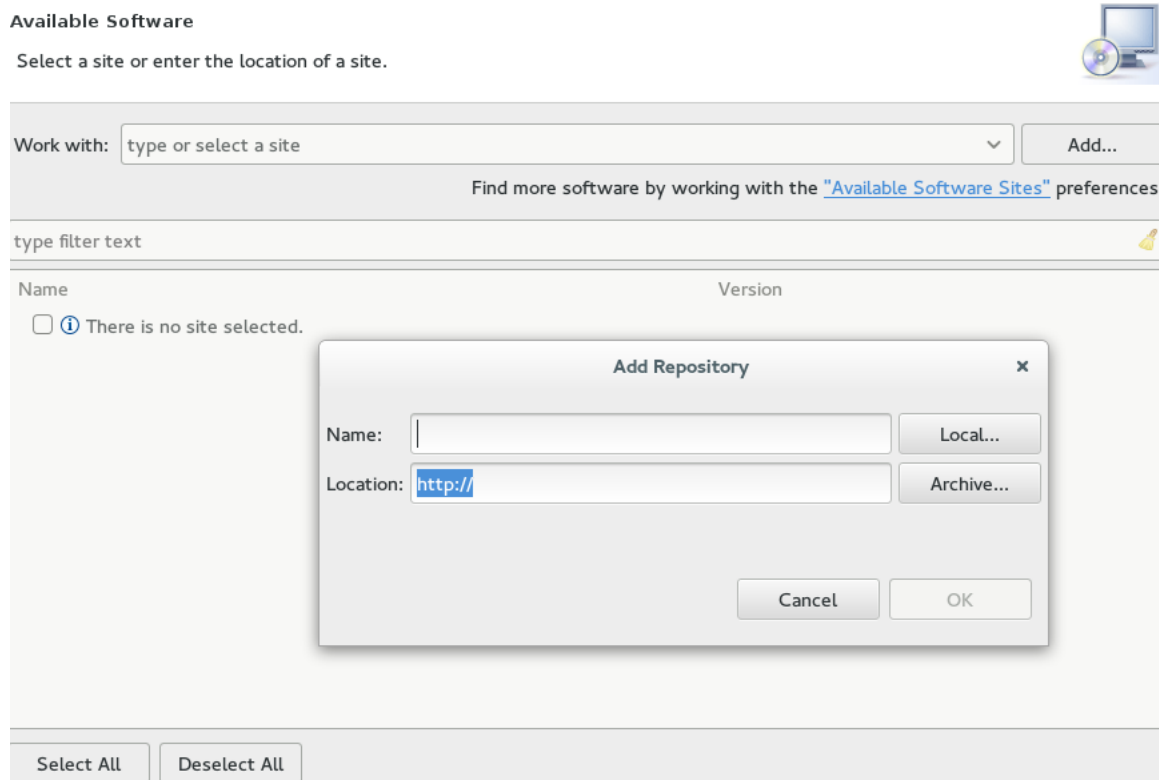 Available Software
Select a site or enter the location of a site.
Work with: type or select a site Add...
Find more software by working with the "Available Software Sites" preferences
type filter text
Name Version
There is no site selected.
Add Repository
Name: Local...
Location: http:// Archive...
Cancel OK
Select All Deselect All